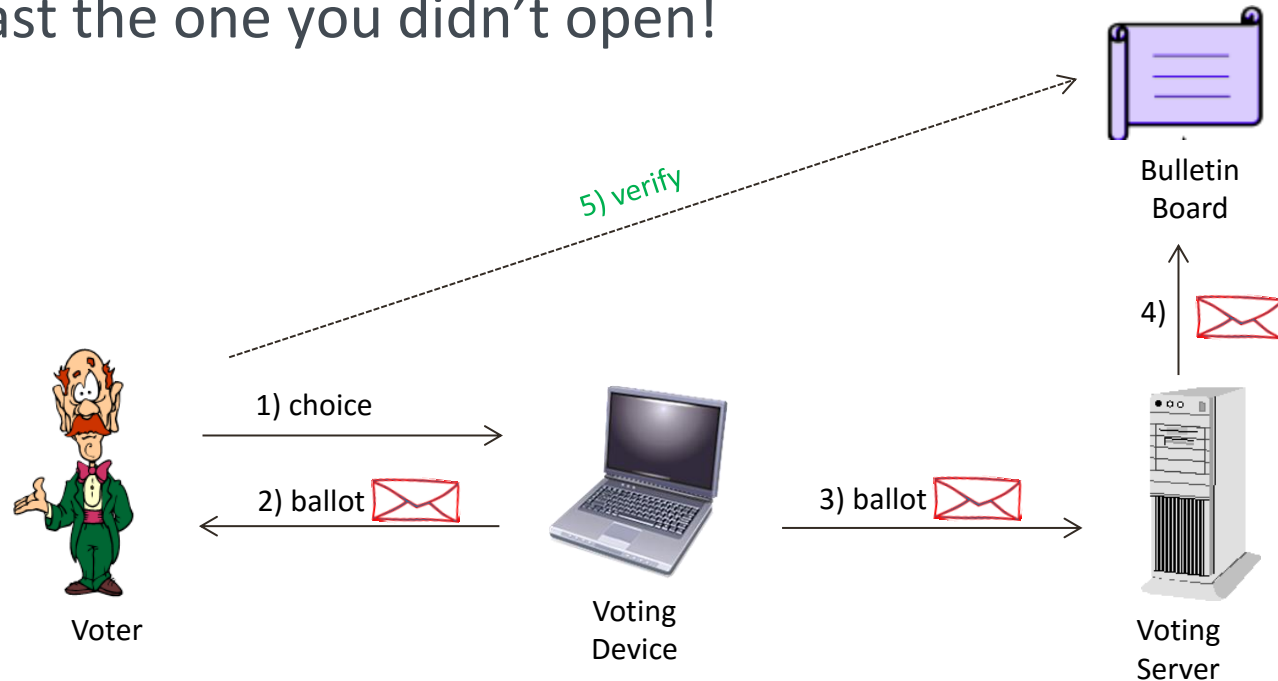 ast the one you didn't open!
Bulletin
Board
5) verify
4)
1) choice
2) ballot
3) ballot
Voter
Voting
Device
Voting
Server